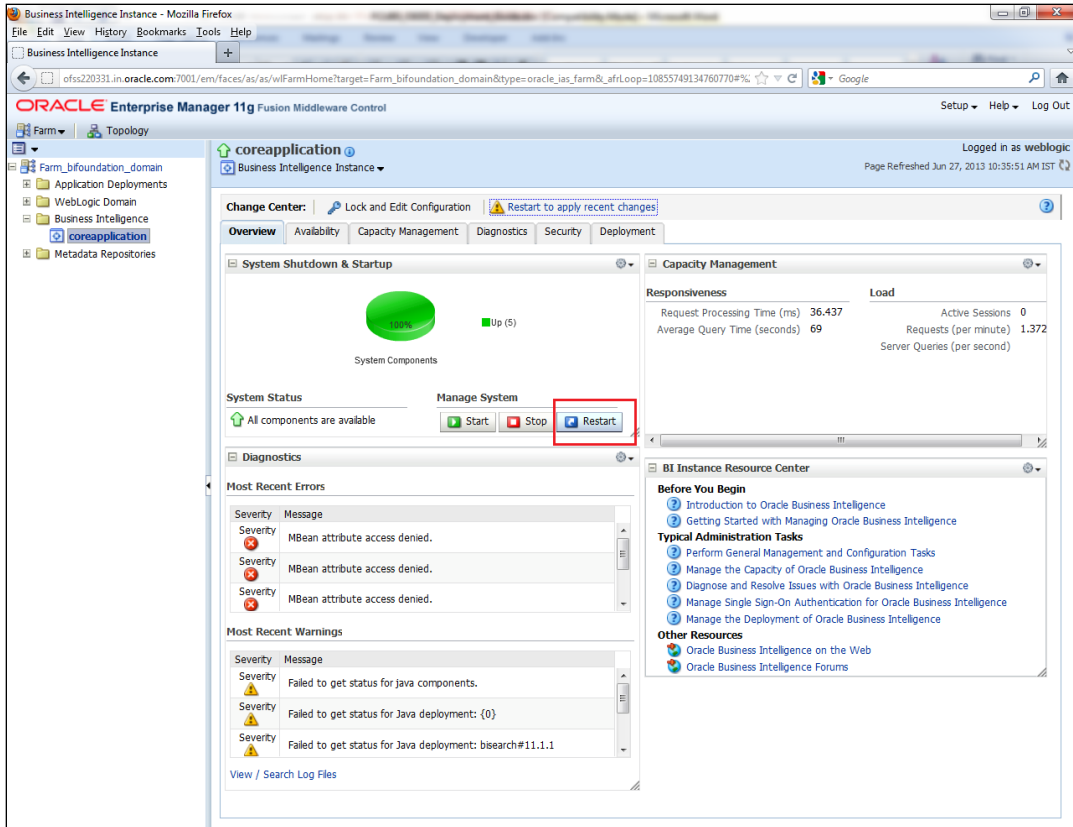 Business Intelligence Instance - Mozilla Firefox
File Edit View History Bookmarks Tools Help
Business Intelligence Instance
ofss220331.in.oracle.com:7001/em/faces/as/as/wlFarmHome?target=Farm_bifoundation_domain&type=oracle_ias_farm&_afrLoop=10855749134760770#%
Google
ORACLE Enterprise Manager 11g Fusion Middleware Control
Setup Help Log Out
Farm Topology
coreapplication
Logged in as weblogic
Business Intelligence Instance
Page Refreshed Jun 27, 2013 10:35:51 AM IST
Farm_bifoundation_domain
Application Deployments
WebLogic Domain
Business Intelligence
coreapplication
Metadata Repositories
Change Center: Lock and Edit Configuration Restart to apply recent changes
Overview Availability Capacity Management Diagnostics Security Deployment
System Shutdown & Startup
100%
Up (5)
System Components
System Status
All components are available
Manage System
Start Stop Restart
Capacity Management
Responsiveness
Request Processing Time (ms) 36.437
Average Query Time (seconds) 69
Load
Active Sessions 0
Requests (per minute) 1.372
Server Queries (per second)
Diagnostics
Most Recent Errors
Severity Message
Severity
MBean attribute access denied.
Severity
MBean attribute access denied.
Severity
MBean attribute access denied.
Most Recent Warnings
Severity Message
Severity
Failed to get status for java components.
Severity
Failed to get status for Java deployment: {0}
Severity
Failed to get status for Java deployment: bisearch#11.1.1
View / Search Log Files
BI Instance Resource Center
Before You Begin
Introduction to Oracle Business Intelligence
Getting Started with Managing Oracle Business Intelligence
Typical Administration Tasks
Perform General Management and Configuration Tasks
Manage the Capacity of Oracle Business Intelligence
Diagnose and Resolve Issues with Oracle Business Intelligence
Manage Single Sign-On Authentication for Oracle Business Intelligence
Manage the Deployment of Oracle Business Intelligence
Other Resources
Oracle Business Intelligence on the Web
Oracle Business Intelligence Forums